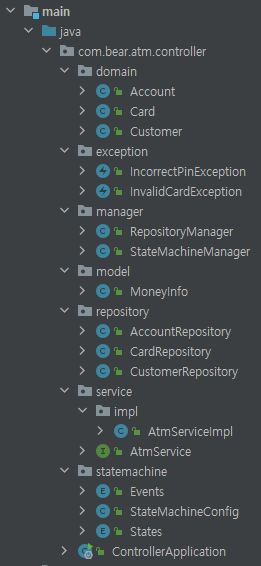 main
java
com.bear.atm.controller
domain
Account
Card
Customer
exception
IncorrectPinException
InvalidCardException
manager
RepositoryManager
StateMachineManager
model
MoneyInfo
repository
AccountRepository
CardRepository
CustomerRepository
service
impl
AtmServiceImpl
AtmService
statemachine
Events
StateMachineConfig
States
ControllerApplication